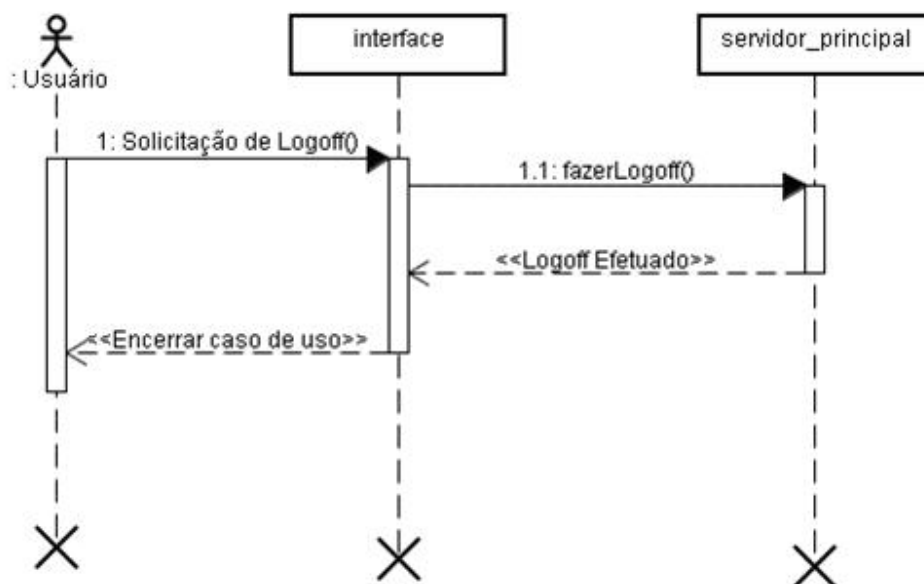 interface
servidor_principal
: Usuário
1: Solicitação de Logoff()
1.1: fazerLogoff()
<<Logoff Efetuado>>
<<Encerrar caso de uso>>